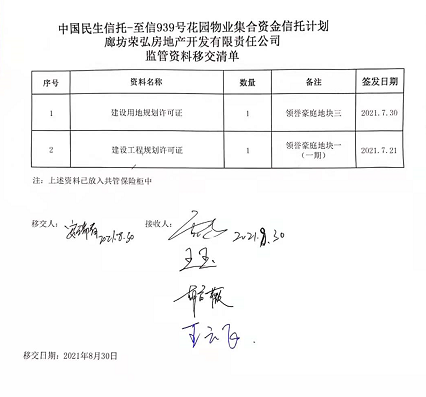 中国民生信托-至信939号花园物业集合资金信托计划
廊坊荣弘房地产开发有限责任公司
监管资料移交清单
序号 资料名称 数量 备注 签发日期
1 建设用地规划许可证 1 领誉豪庭地块三 2021.7.30
2 建设工程规划许可证 1 领誉豪庭地块一(一期) 2021.7.21
注：上述资料已放入共管保险柜中
移交人： 2021.8.30 接收人： 2021.8.30
王玉
王云飞
移交日期：2021年8月30日